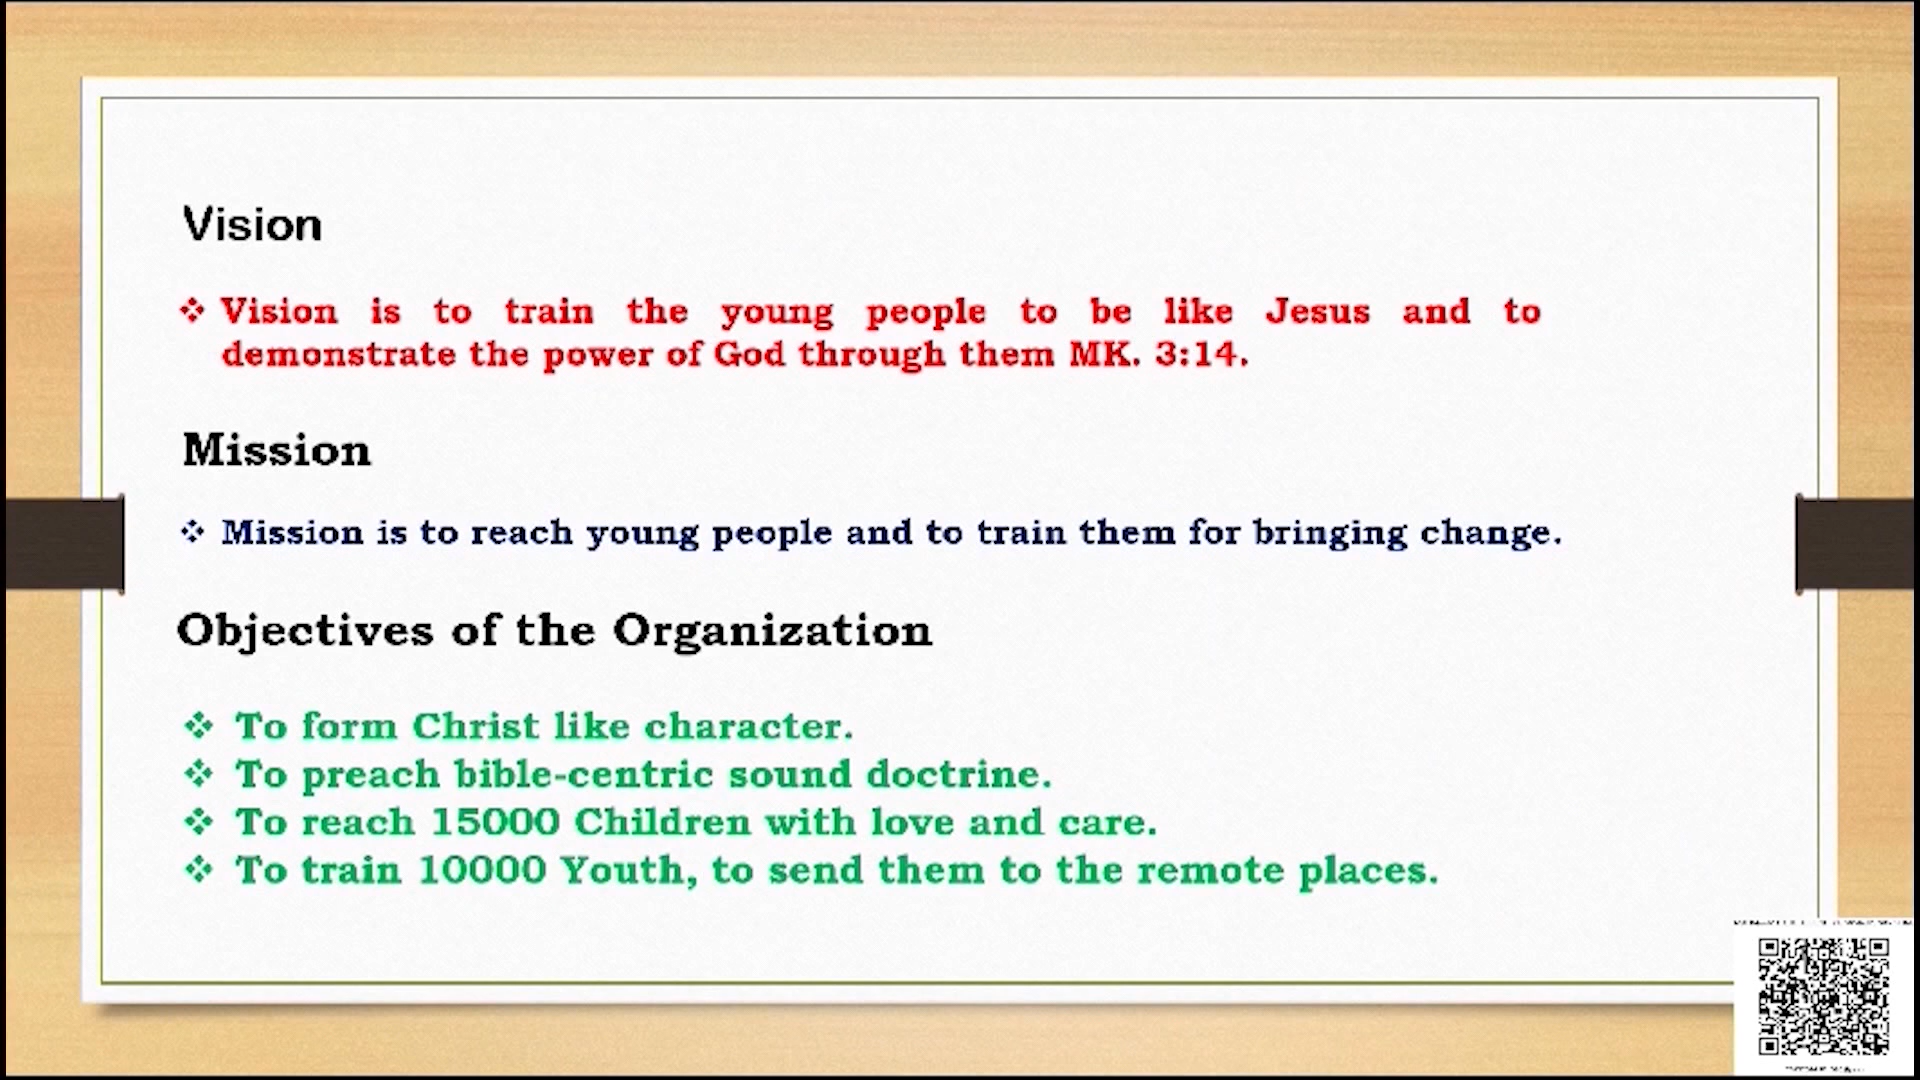 Vision
Vision is to train the young people to be like Jesus and to
demonstrate the power of God through them MK. 3:14.
Mission
Mission is to reach young people and to train them for bringing change.
Objectives of the Organization
To form Christ like character.
To preach bible-centric sound doctrine.
To reach 15000 Children with love and care.
To train 10000 Youth, to send them to the remote places.